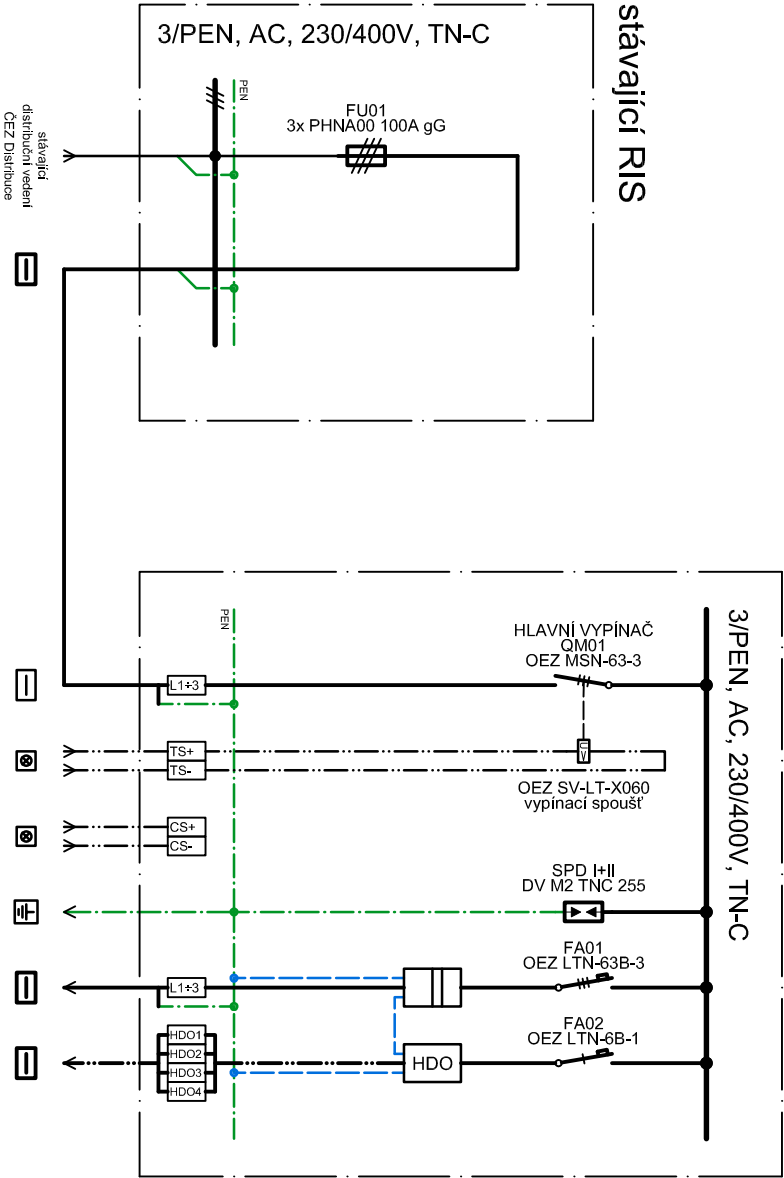 stávající RIS
3/PEN, AC, 230/400V, TN-C
PEN
FU01
3x PHNA00 100A gG
stávající
distribuční vedení
ČEZ Distribuce
3/PEN, AC, 230/400V, TN-C
PEN
HLAVNÍ VYPÍNAČ
QM01
OEZ MSN-63-3
L1÷3
TS+
TS-
U>
OEZ SV-LT-X060
vypínací spoušť
CS+
CS-
SPD I+II
DV M2 TNC 255
FA01
OEZ LTN-63B-3
L1÷3
FA02
OEZ LTN-6B-1
HDO1
HDO2
HDO3
HDO4
HDO